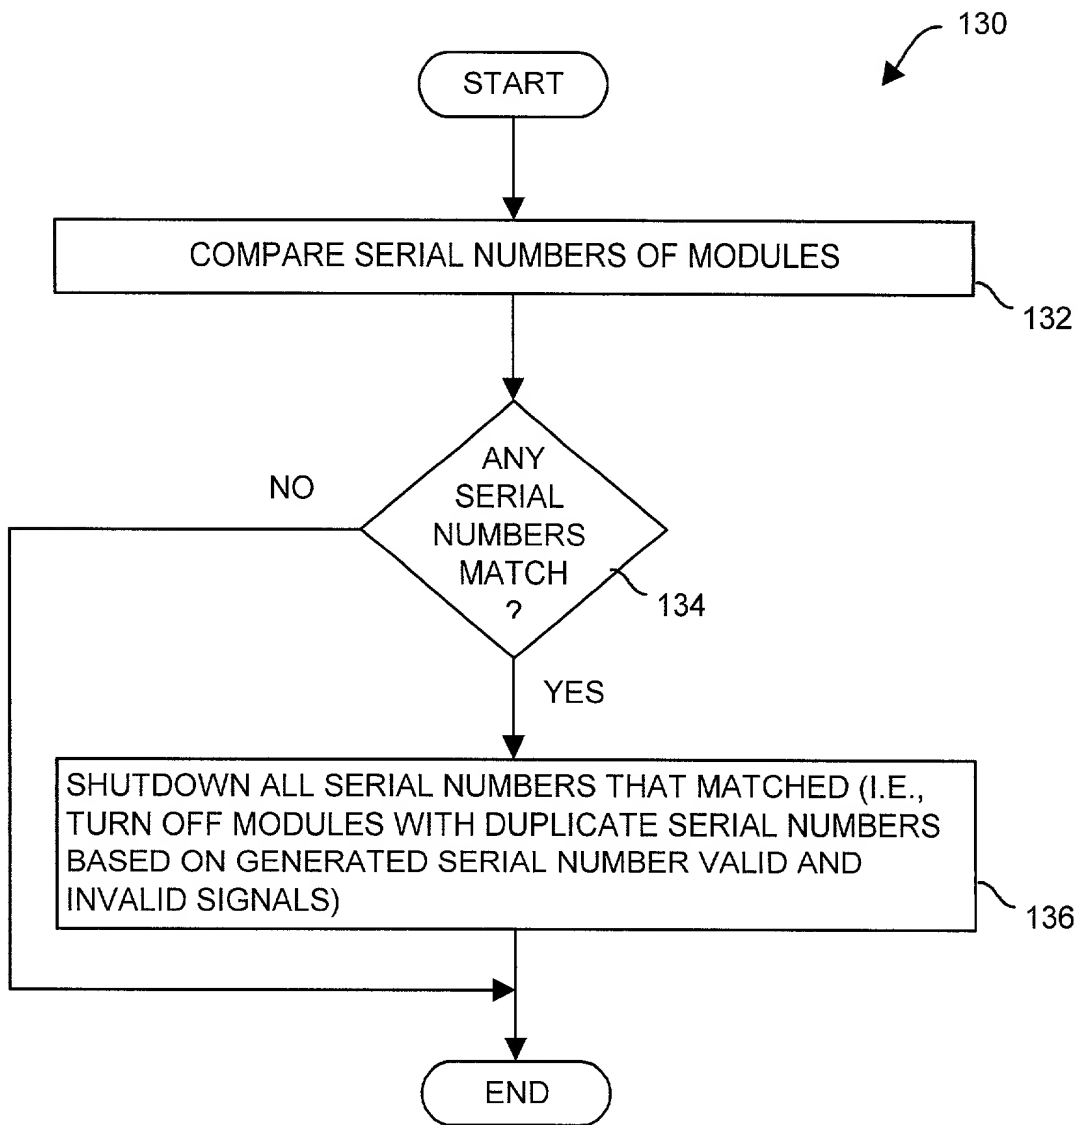 130
START
COMPARE SERIAL NUMBERS OF MODULES
132
ANY
SERIAL
NUMBERS
MATCH
?
134
NO
YES
SHUTDOWN ALL SERIAL NUMBERS THAT MATCHED (I.E.,
TURN OFF MODULES WITH DUPLICATE SERIAL NUMBERS
BASED ON GENERATED SERIAL NUMBER VALID AND
INVALID SIGNALS)
136
END